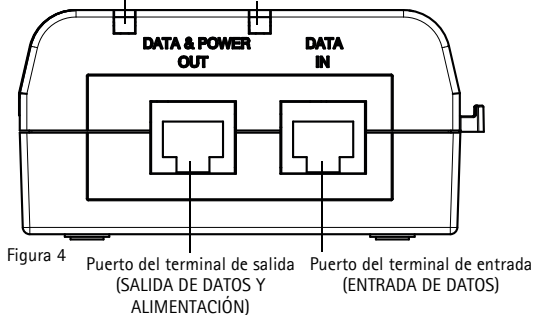 DATA & POWER
OUT
DATA
IN
Figura 4
Puerto del terminal de salida
(SALIDA DE DATOS Y
ALIMENTACIÓN)
Puerto del terminal de entrada
(ENTRADA DE DATOS)